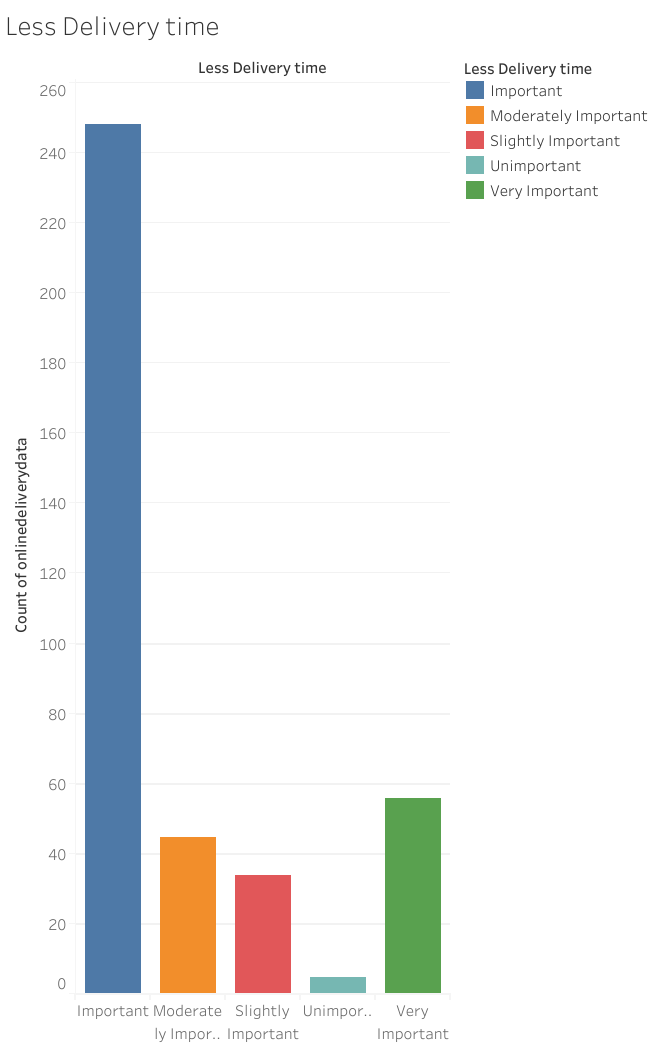 Less Delivery time
Less Delivery time
Less Delivery time
Important
Moderately Important
Slightly Important
Unimportant
Very Important
Count of onlinedeliverydata
260
240
220
200
180
160
140
120
100
80
60
40
20
0
Important
Moderate
ly Impor..
Slightly
Important
Unimpor..
Very
Important